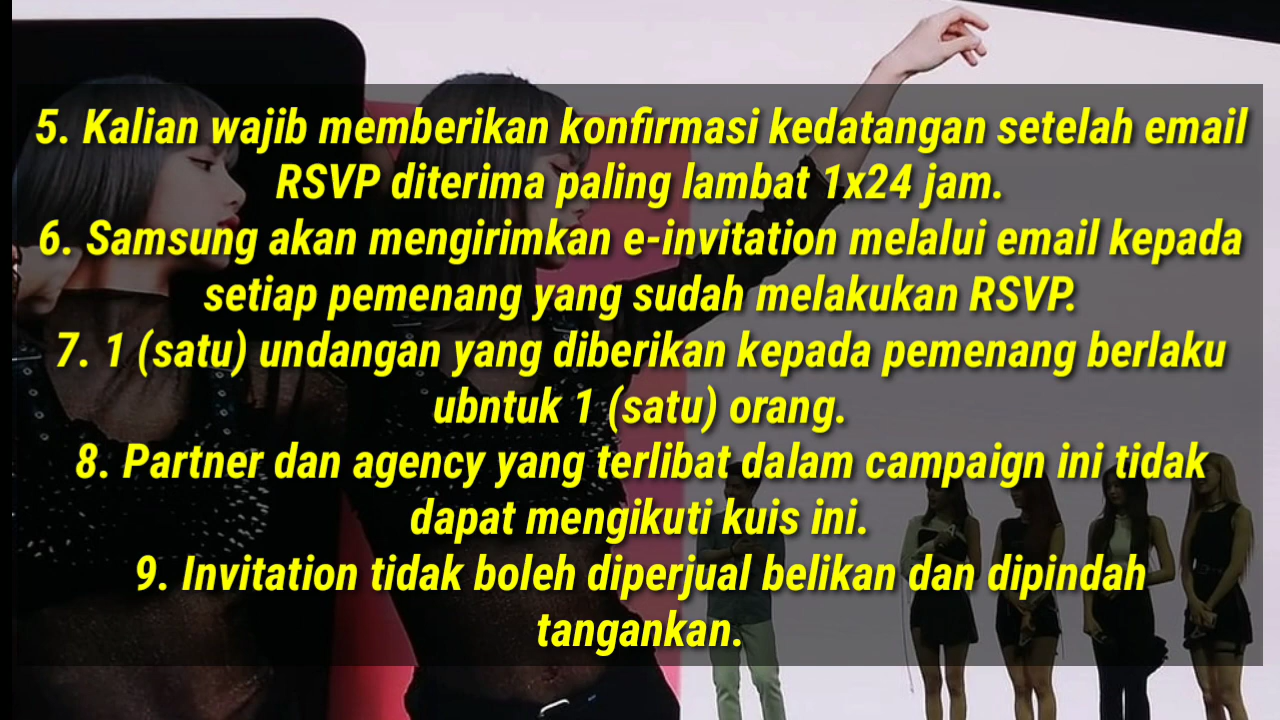 5. Kalian wajib memberikan konfirmasi kedatangan setelah email
RSVP diterima paling lambat 1x24 jam.
6. Samsung akan mengirimkan e-invitation melalui email kepada
setiap pemenang yang sudah melakukan RSVP.
7. 1 (satu) undangan yang diberikan kepada pemenang berlaku
ubntuk 1 (satu) orang.
8. Partner dan agency yang terlibat dalam campaign ini tidak
dapat mengikuti kuis ini.
9. Invitation tidak boleh diperjual belikan dan dipindah
tangankan.